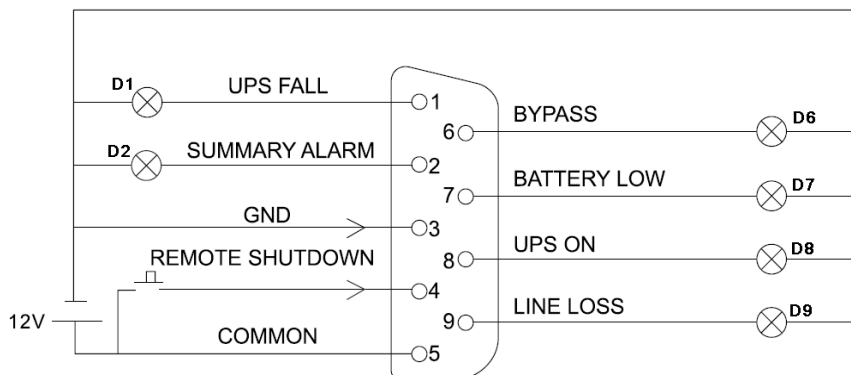 D1 UPS FALL 1
6 BYPASS D6
D2 SUMMARY ALARM 2
7 BATTERY LOW D7
GND 3
8 UPS ON D8
REMOTE SHUTDOWN 4
9 LINE LOSS D9
12V
COMMON 5